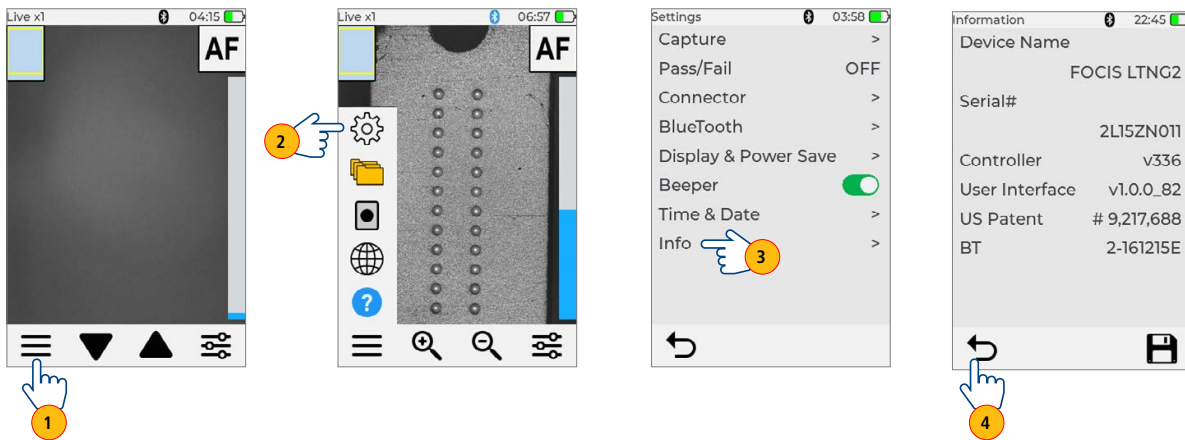 Live x1 04:15
AF
1
Live x1 06:57
AF
2
?
Settings 03:58
Capture >
Pass/Fail OFF
Connector >
BlueTooth >
Display & Power Save >
Beeper
Time & Date >
Info >
3
Information 22:45
Device Name
FOCIS LTNG2
Serial#
2L15ZN011
Controller v336
User Interface v1.0.0_82
US Patent # 9,217,688
BT 2-161215E
4